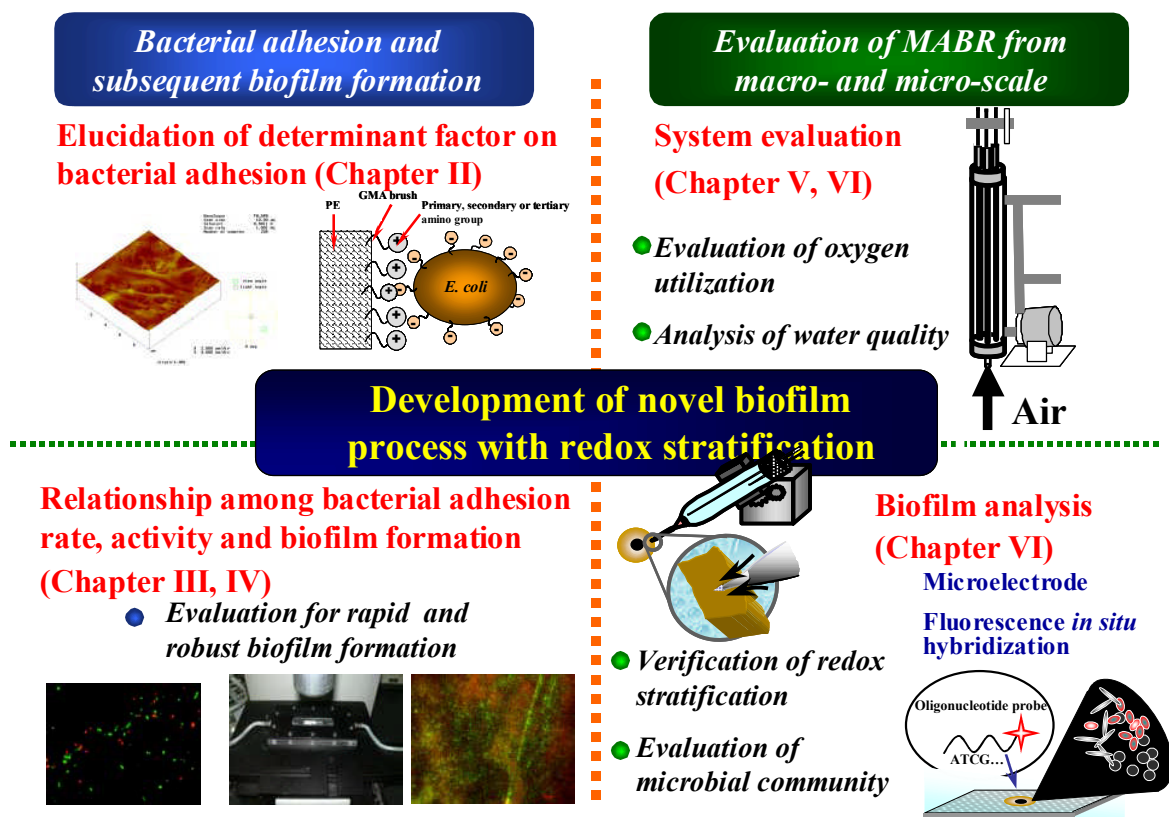 Bacterial adhesion and
subsequent biofilm formation
Evaluation of MABR from
macro- and micro-scale
Elucidation of determinant factor on
bacterial adhesion (Chapter II)
GMA brush
PE
Primary, secondary or tertiary
amino group
E. coli
System evaluation
(Chapter V, VI)
Evaluation of oxygen
utilization
Analysis of water quality
Air
Development of novel biofilm
process with redox stratification
Relationship among bacterial adhesion
rate, activity and biofilm formation
(Chapter III, IV)
Evaluation for rapid and
robust biofilm formation
Biofilm analysis
(Chapter VI)
Microelectrode
Fluorescence in situ
hybridization
Verification of redox
stratification
Evaluation of
microbial community
Oligonucleotide probe
ATCG...